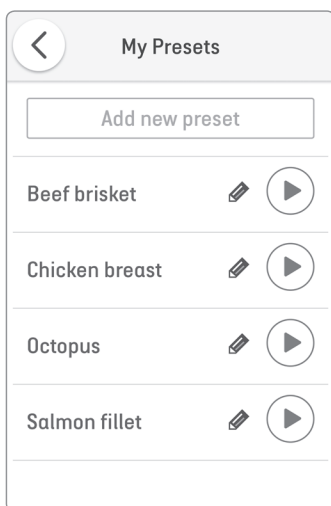 My Presets
Add new preset
Beef brisket
Chicken breast
Octopus
Salmon fillet